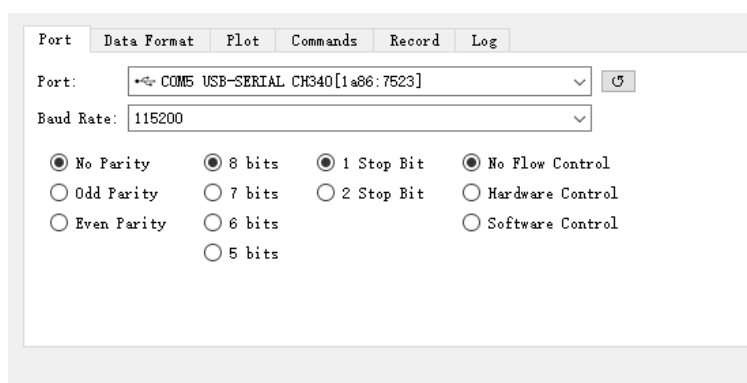 Port Data Format Plot Commands Record Log
Port: COM5 USB-SERIAL CH340[1a86:7523]
Baud Rate: 115200
No Parity 8 bits 1 Stop Bit No Flow Control
Odd Parity 7 bits 2 Stop Bit Hardware Control
Even Parity 6 bits Software Control
5 bits